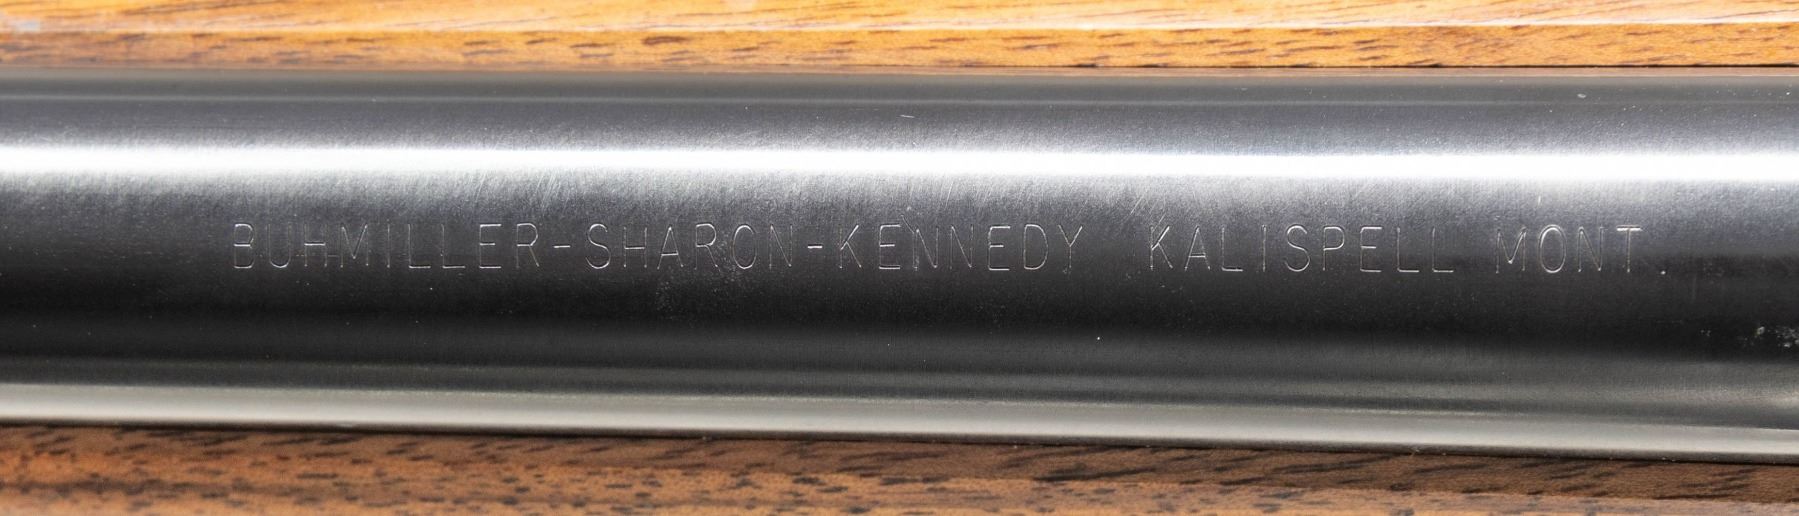 BUHMILLER-SHARON-KENNEDY KALISPELL MONT.